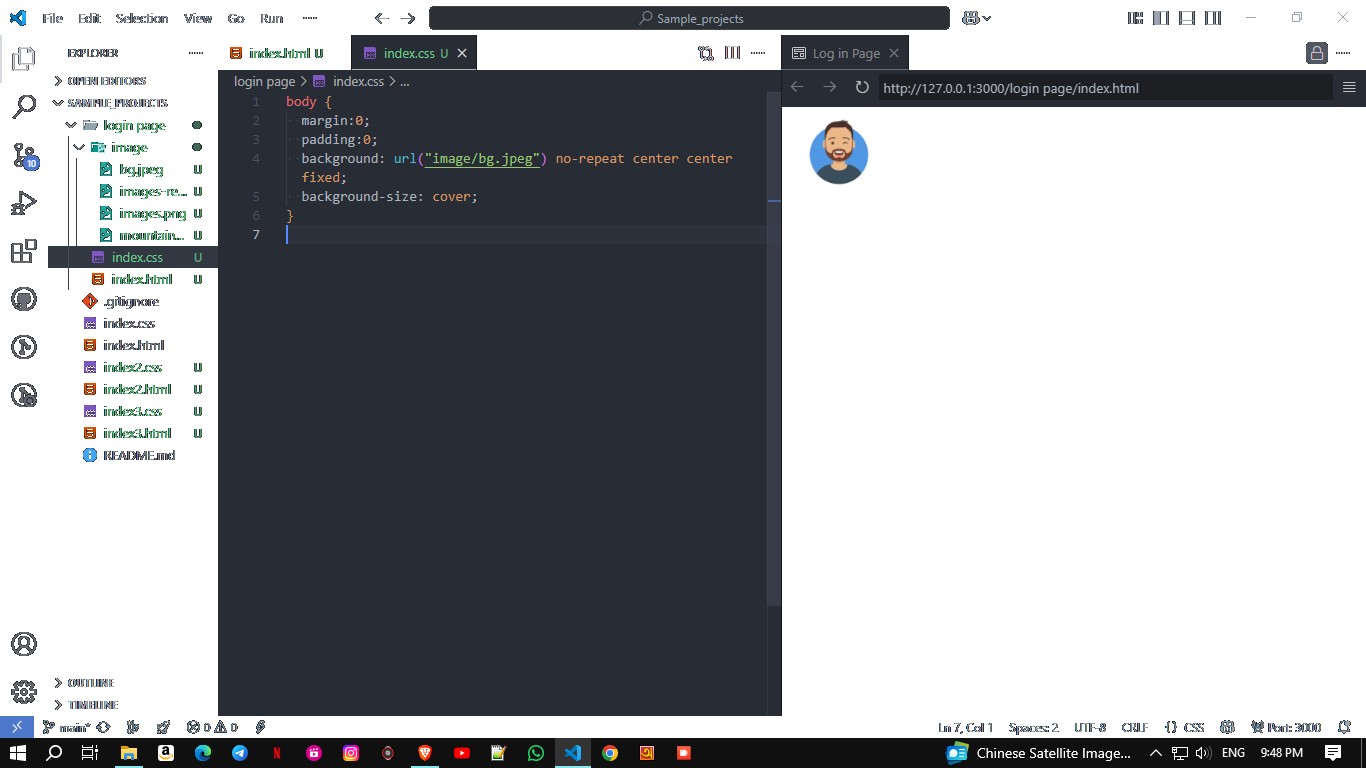 File Edit Selection View Go Run ···· Sample_projects
EXPLORER ····
index.html U index.css U ····
Log in Page ····
OPEN EDITORS
SAMPLE_PROJECTS
login page
image
bg.jpeg U
images-re... U
images.png U
mountain... U
index.css U
index.html U
.gitignore
index.css
index.html
index2.css U
index2.html U
index3.css U
index3.html U
README.md
OUTLINE
TIMELINE
10
login page > index.css > ...
1 body {
2 margin:0;
3 padding:0;
4 background: url("image/bg.jpeg") no-repeat center center
fixed;
5 background-size: cover;
6 }
7
http://127.0.0.1:3000/login page/index.html
main* 0 0 Ln 7, Col 1 Spaces: 2 UTF-8 CRLF {} CSS Port: 3000
Chinese Satellite Image... ENG 9:48 PM